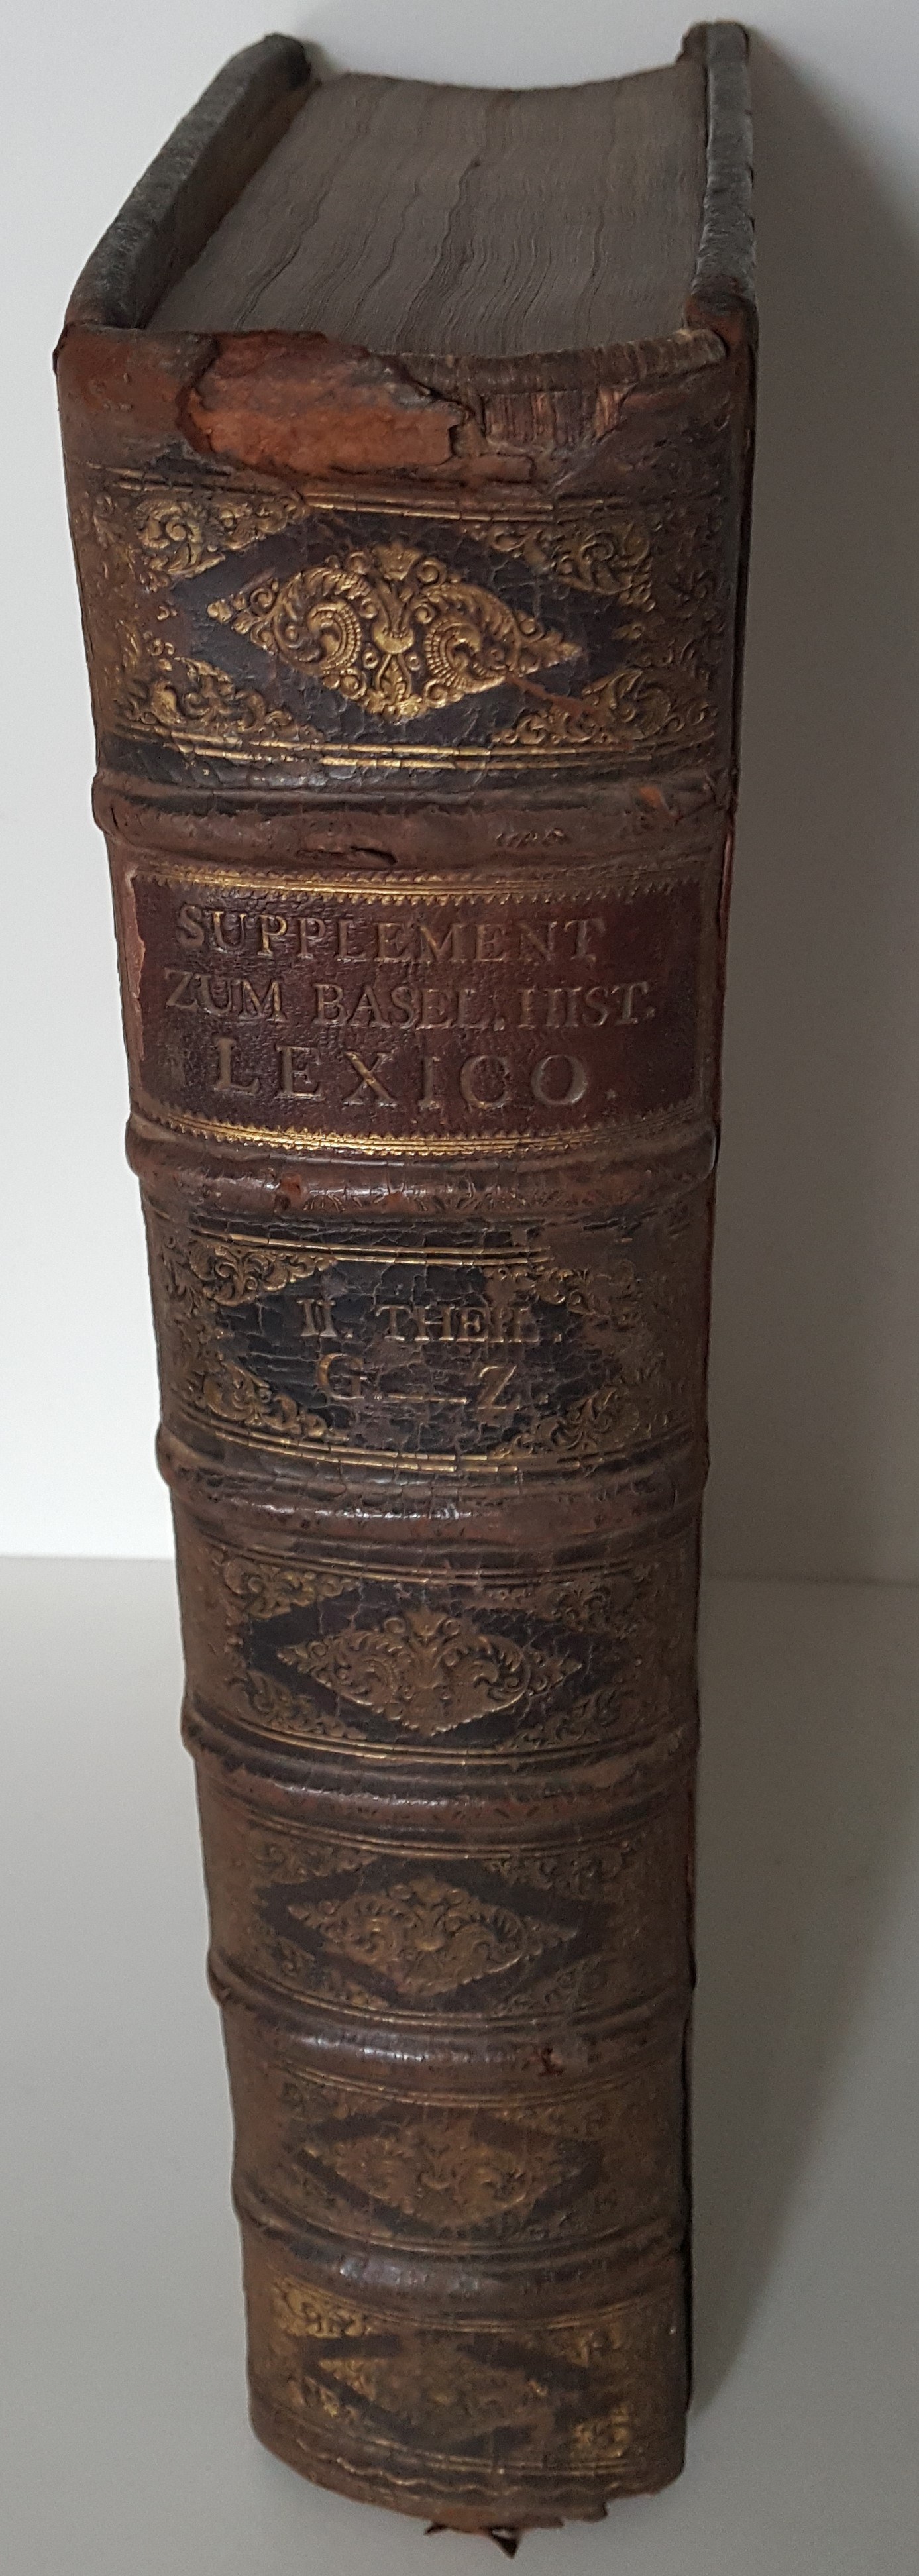 SUPPLEMENT
ZUM BASEL. HIST.
LEXICO.
II. THEIL.
G — Z